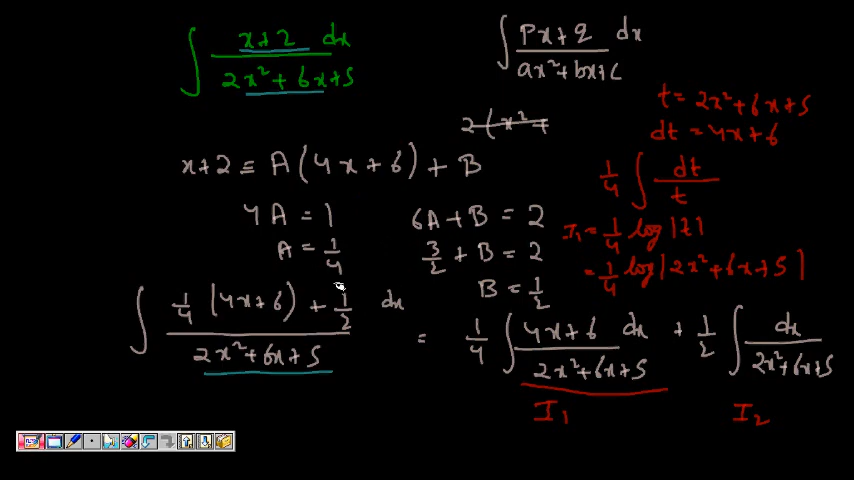 ∫ (x+2 dx)/(2x²+6x+5)
∫ (px+q)/(ax²+bx+c) dx
2(x²+
t = 2x²+6x+5
dt = 4x+6
x+2 ≡ A(4x+6) + B
1/4 ∫ dt/t
4A = 1
6A+B = 2
I₁ = 1/4 log|t|
A = 1/4
3/2 + B = 2
= 1/4 log|2x²+6x+5|
B = 1/2
∫ (1/4 (4x+6) + 1/2 dx)/(2x²+6x+5) = 1/4 ∫ (4x+6 dx)/(2x²+6x+5) + 1/2 ∫ dx/(2x²+6x+5)
I₁ I₂